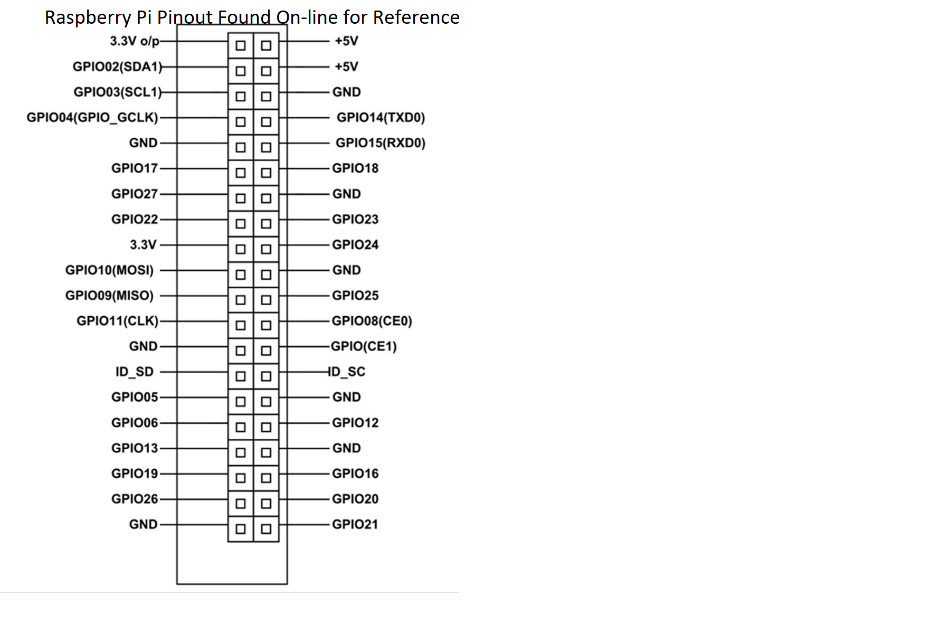 Raspberry Pi Pinout Found On-line for Reference
3.3V o/p +5V
GPIO02(SDA1) +5V
GPIO03(SCL1) GND
GPIO04(GPIO_GCLK) GPIO14(TXD0)
GND GPIO15(RXD0)
GPIO17 GPIO18
GPIO27 GND
GPIO22 GPIO23
3.3V GPIO24
GPIO10(MOSI) GND
GPIO09(MISO) GPIO25
GPIO11(CLK) GPIO08(CE0)
GND GPIO(CE1)
ID_SD ID_SC
GPIO05 GND
GPIO06 GPIO12
GPIO13 GND
GPIO19 GPIO16
GPIO26 GPIO20
GND GPIO21